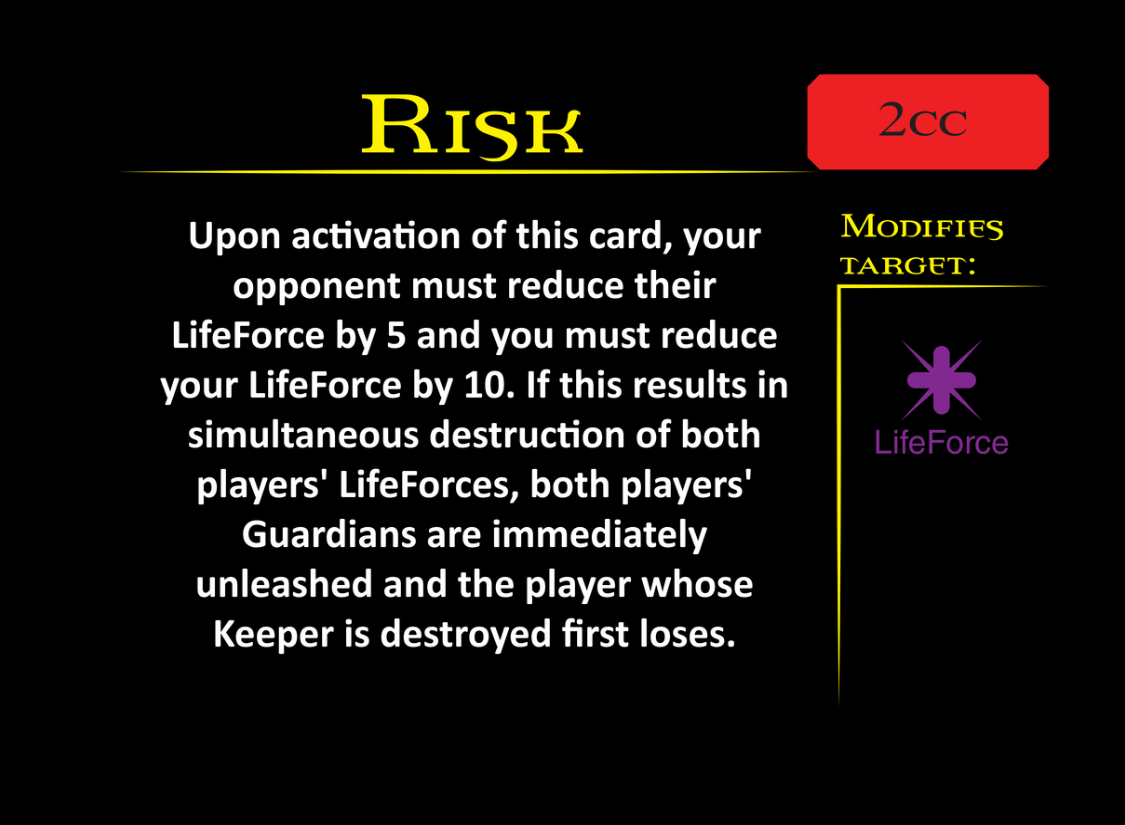 Risk
2cc
Upon activation of this card, your
opponent must reduce their
LifeForce by 5 and you must reduce
your LifeForce by 10. If this results in
simultaneous destruction of both
players' LifeForces, both players'
Guardians are immediately
unleashed and the player whose
Keeper is destroyed first loses.
Modifies
target:
LifeForce